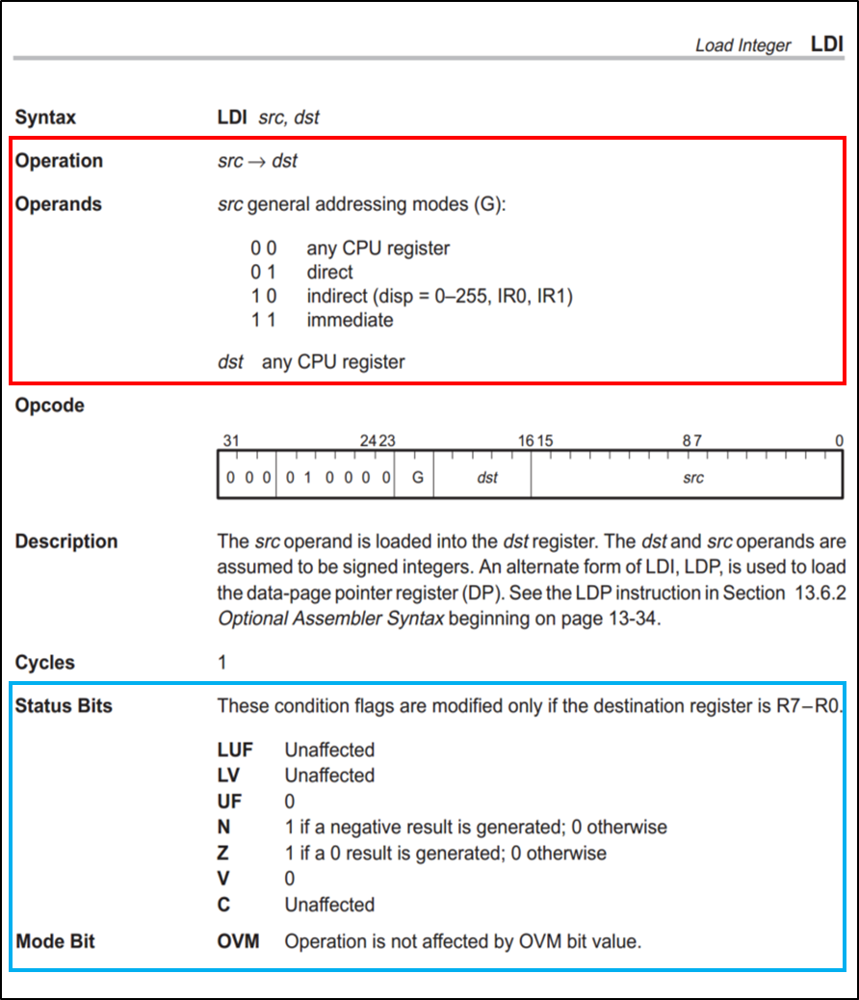 Load Integer LDI
Syntax LDI src, dst
Operation src → dst
Operands src general addressing modes (G):
0 0 any CPU register
0 1 direct
1 0 indirect (disp = 0–255, IR0, IR1)
1 1 immediate
dst any CPU register
Opcode
31 24 23 16 15 8 7 0
0 0 0 0 1 0 0 0 0 G dst src
Description The src operand is loaded into the dst register. The dst and src operands are
assumed to be signed integers. An alternate form of LDI, LDP, is used to load
the data-page pointer register (DP). See the LDP instruction in Section 13.6.2
Optional Assembler Syntax beginning on page 13-34.
Cycles 1
Status Bits These condition flags are modified only if the destination register is R7–R0.
LUF Unaffected
LV Unaffected
UF 0
N 1 if a negative result is generated; 0 otherwise
Z 1 if a 0 result is generated; 0 otherwise
V 0
C Unaffected
Mode Bit OVM Operation is not affected by OVM bit value.